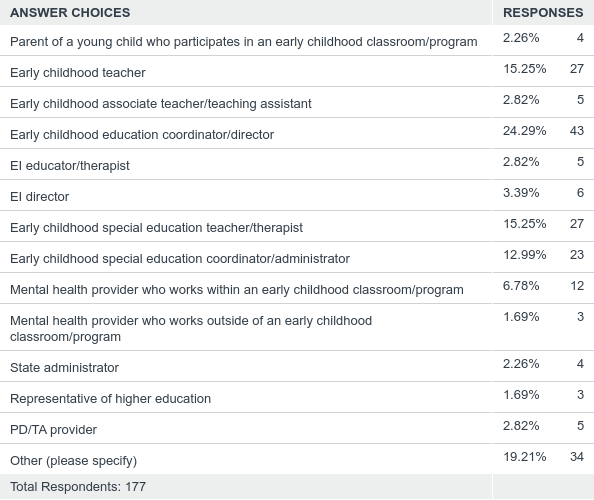 ANSWER CHOICES RESPONSES
Parent of a young child who participates in an early childhood classroom/program 2.26% 4
Early childhood teacher 15.25% 27
Early childhood associate teacher/teaching assistant 2.82% 5
Early childhood education coordinator/director 24.29% 43
EI educator/therapist 2.82% 5
EI director 3.39% 6
Early childhood special education teacher/therapist 15.25% 27
Early childhood special education coordinator/administrator 12.99% 23
Mental health provider who works within an early childhood classroom/program 6.78% 12
Mental health provider who works outside of an early childhood 1.69% 3
classroom/program
State administrator 2.26% 4
Representative of higher education 1.69% 3
PD/TA provider 2.82% 5
Other (please specify) 19.21% 34
Total Respondents: 177